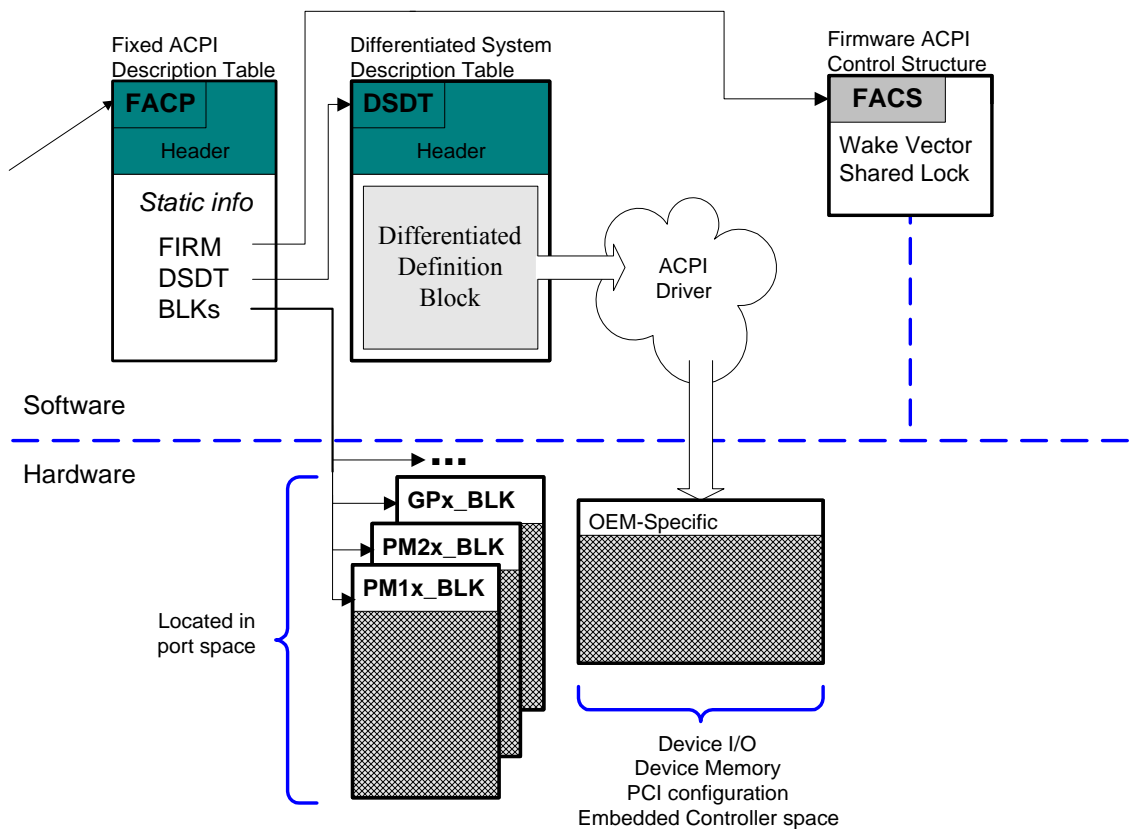 Fixed ACPI
Description Table
FACP
Header
Static info
FIRM
DSDT
BLKs
Differentiated System
Description Table
DSDT
Header
Differentiated
Definition
Block
ACPI
Driver
Firmware ACPI
Control Structure
FACS
Wake Vector
Shared Lock
Software
Hardware
...
GPx_BLK
PM2x_BLK
PM1x_BLK
Located in
port space
OEM-Specific
Device I/O
Device Memory
PCI configuration
Embedded Controller space